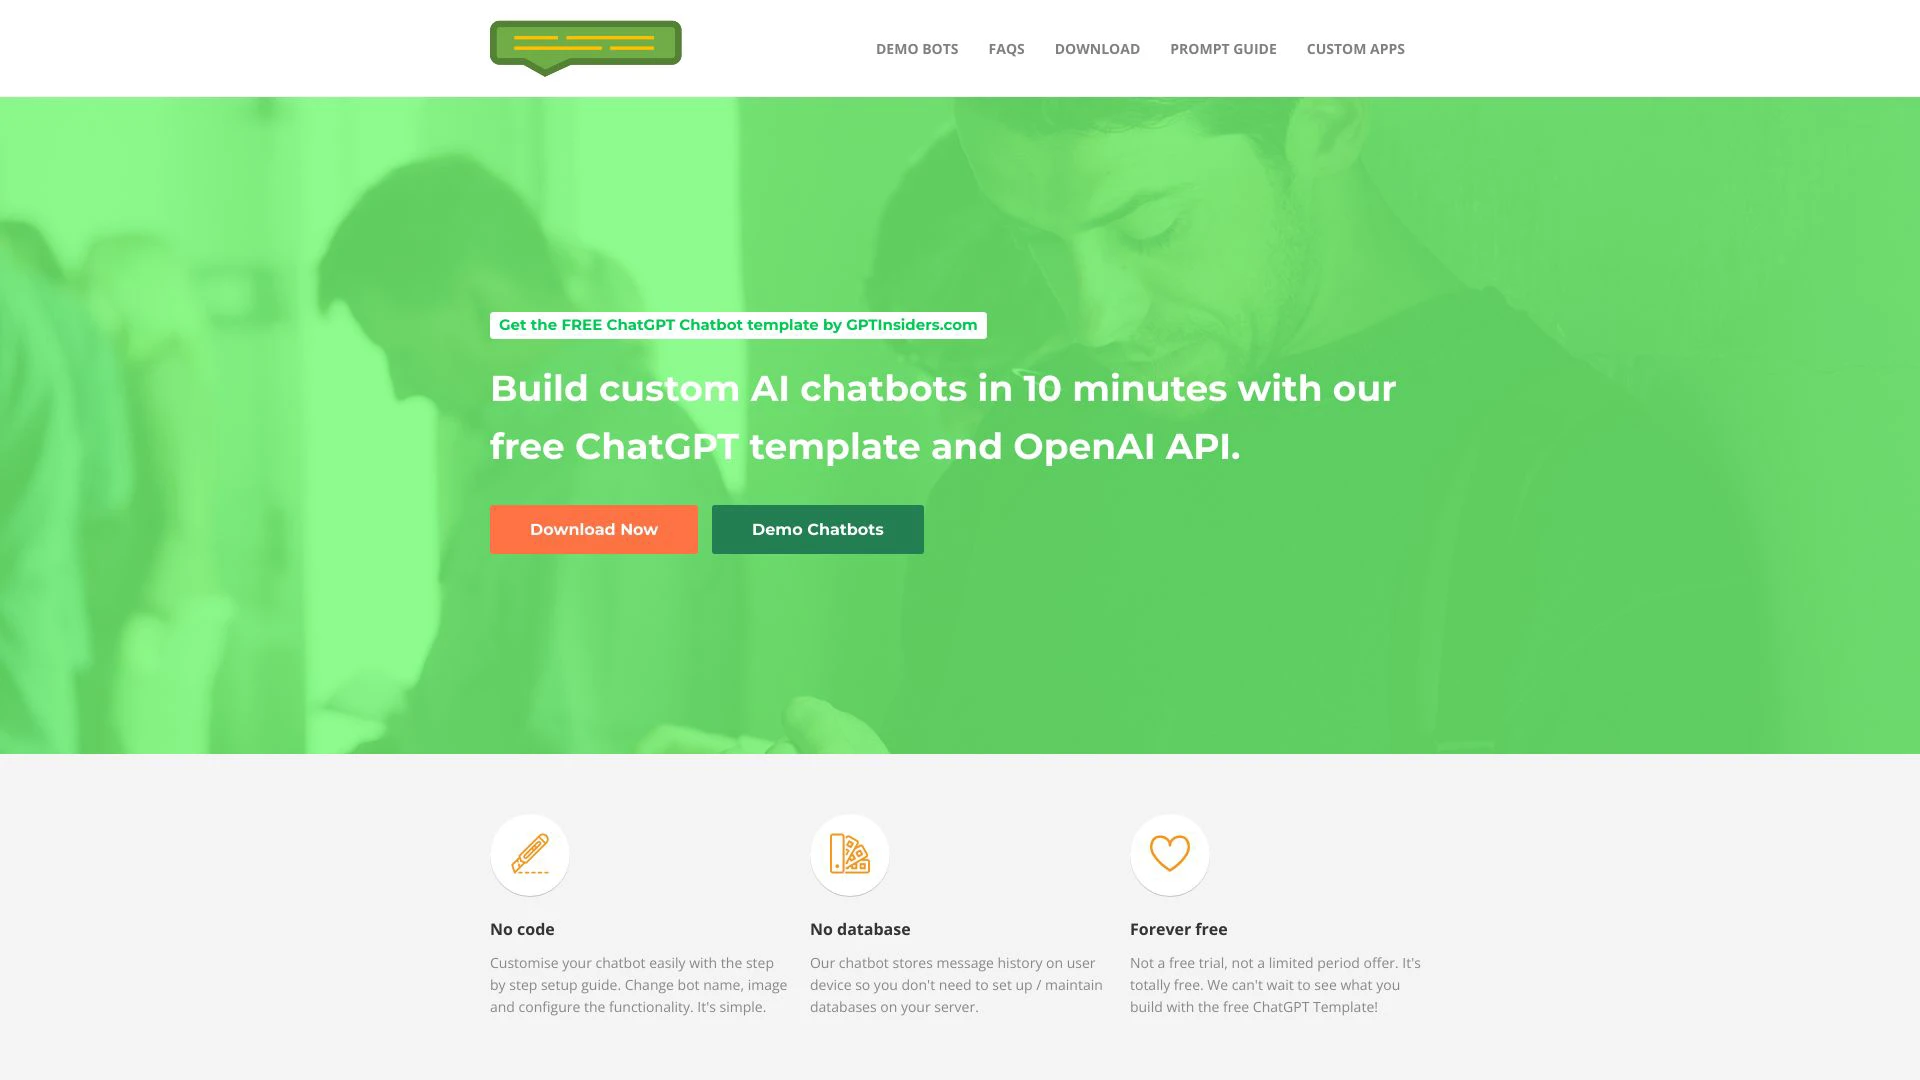 DEMO BOTS FAQS DOWNLOAD PROMPT GUIDE CUSTOM APPS
Get the FREE ChatGPT Chatbot template by GPTInsiders.com
Build custom AI chatbots in 10 minutes with our
free ChatGPT template and OpenAI API.
Download Now Demo Chatbots
No code
Customise your chatbot easily with the step
by step setup guide. Change bot name, image
and configure the functionality. It's simple.
No database
Our chatbot stores message history on user
device so you don't need to set up / maintain
databases on your server.
Forever free
Not a free trial, not a limited period offer. It's
totally free. We can't wait to see what you
build with the free ChatGPT Template!